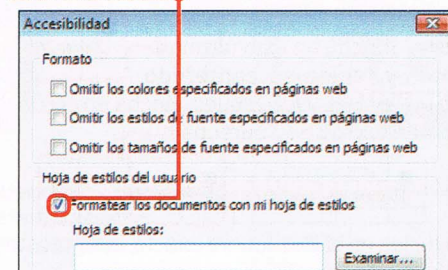 Accesibilidad
Formato
Omitir los colores especificados en páginas web
Omitir los estilos de fuente especificados en páginas web
Omitir los tamaños de fuente especificados en páginas web
Hoja de estilos del usuario
Formatear los documentos con mi hoja de estilos
Hoja de estilos:
Examinar...